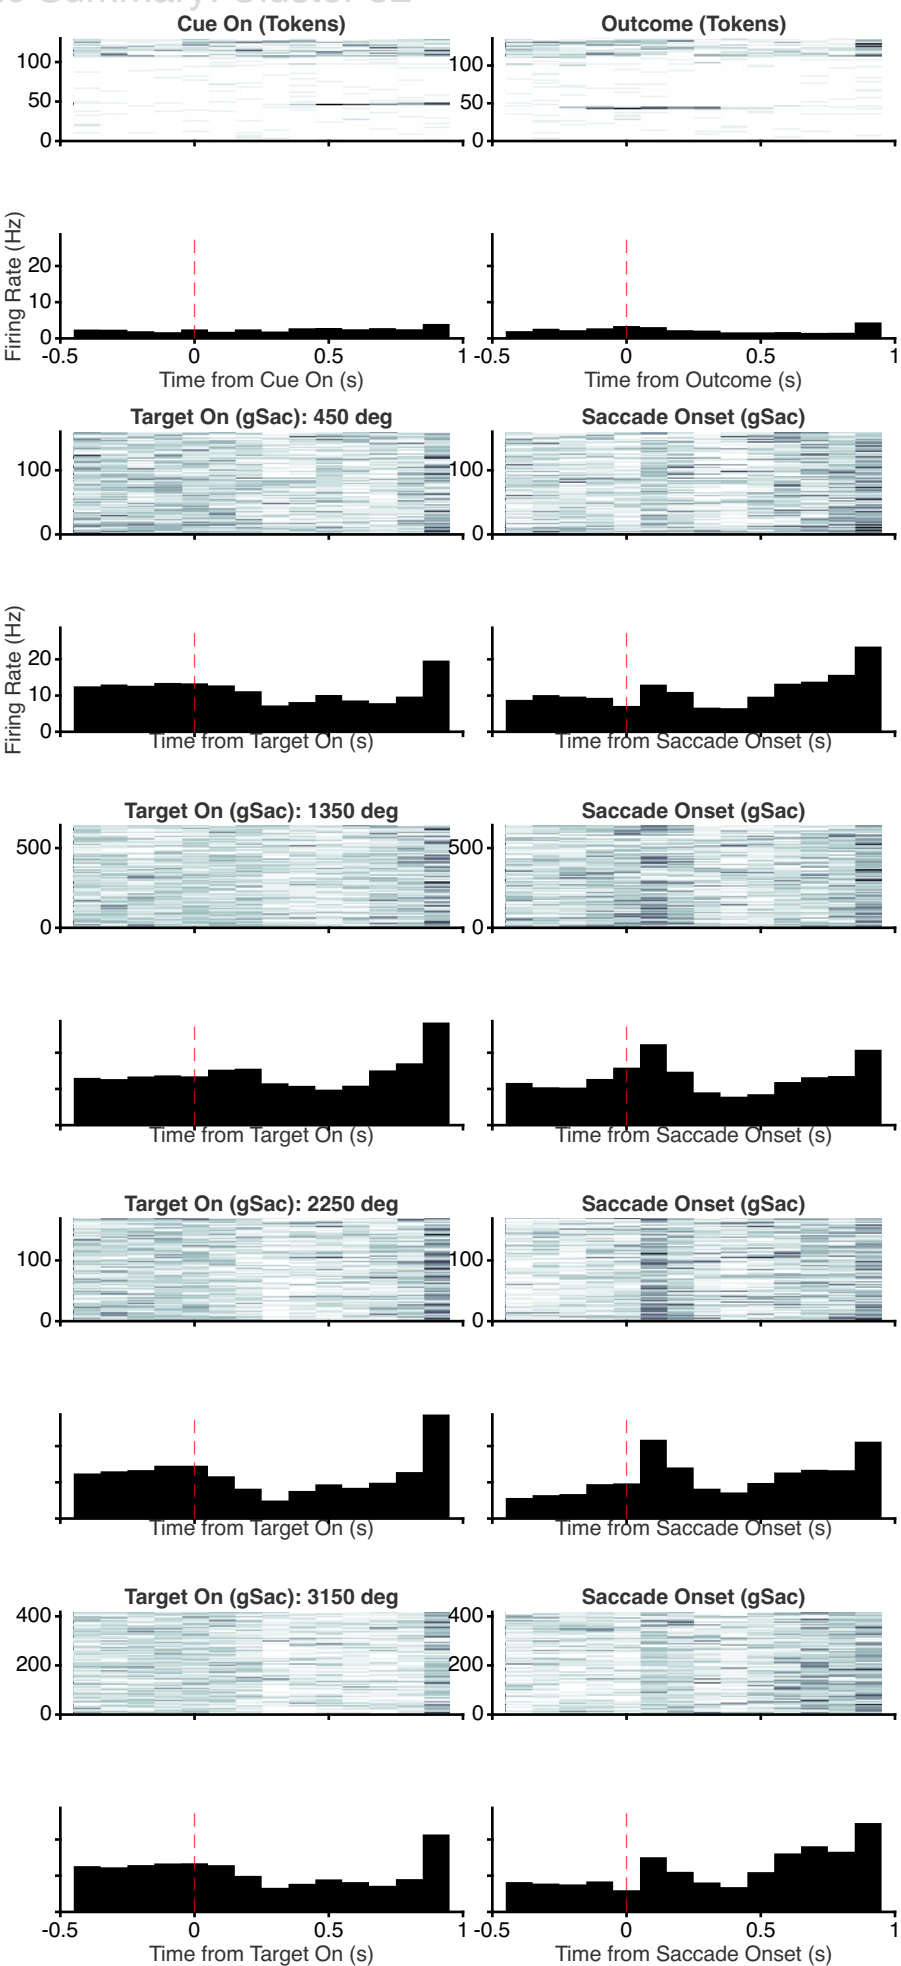 Summary: Cluster
Cue On (Tokens) Outcome (Tokens)
100 100
50 50
0 0
Firing Rate (Hz)
20
10
0
-0.5 0 0.5 1 -0.5 0 0.5 1
Time from Cue On (s) Time from Outcome (s)
Target On (gSac): 450 deg Saccade Onset (gSac)
100 100
0 0
Firing Rate (Hz)
20
10
0
Time from Target On (s) Time from Saccade Onset (s)
Target On (gSac): 1350 deg Saccade Onset (gSac)
500 500
0 0
Time from Target On (s) Time from Saccade Onset (s)
Target On (gSac): 2250 deg Saccade Onset (gSac)
100 100
0 0
Time from Target On (s) Time from Saccade Onset (s)
Target On (gSac): 3150 deg Saccade Onset (gSac)
400 400
200 200
0 0
-0.5 0 0.5 1 -0.5 0 0.5 1
Time from Target On (s) Time from Saccade Onset (s)